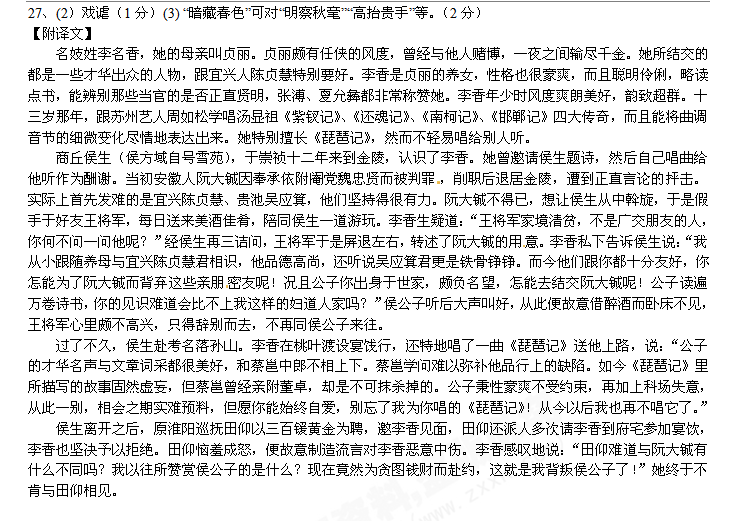 27、(2) 戏谑（1 分）(3) “暗藏春色”可对“明察秋毫”“高抬贵手”等。（2 分）
【附译文】
名妓姓李名香，她的母亲叫贞丽。贞丽颇有任侠的风度，曾经与他人赌博，一夜之间输尽千金。她所结交的
都是一些才华出众的人物，跟宜兴人陈贞慧特别要好。李香是贞丽的养女，性格也很豪爽，而且聪明伶俐，略读
点书，能辨别那些当官的是否正直贤明，张溥、夏允彝都非常称赞她。李香年少时风度爽朗美好，韵致超群。十
三岁那年，跟苏州艺人周如松学唱汤显祖《紫钗记》、《还魂记》、《南柯记》、《邯郸记》四大传奇，而且能将曲调
音节的细微变化尽情地表达出来。她特别擅长《琵琶记》，然而不轻易唱给别人听。
商丘侯生（侯方域自号雪苑），于崇祯十二年来到金陵，认识了李香。她曾邀请侯生题诗，然后自己唱曲给
他听作为酬谢。当初安徽人阮大铖因奉承依附阉党魏忠贤而被判罪，削职后退居金陵，遭到正直言论的抨击。
实际上首先发难的是宜兴陈贞慧、贵池吴应箕，他们坚持得很有力。阮大铖不得已，想让侯生从中斡旋，于是假
手于好友王将军，每日送来美酒佳肴，陪同侯生一道游玩。李香生疑道：“王将军家境清贫，不是广交朋友的人，
你何不问一问他呢？”经侯生再三诘问，王将军于是屏退左右，转述了阮大铖的用意。李香私下告诉侯生说：“我
从小跟随养母与宜兴陈贞慧君相识，他品德高尚，还听说吴应箕君更是铁骨铮铮。而今他们跟你都十分友好，你
怎能为了阮大铖而背弃这些亲朋密友呢！况且公子你出身于世家，颇负名望，怎能去结交阮大铖呢！公子读遍
万卷诗书，你的见识难道会比不上我这样的妇道人家吗？”侯公子听后大声叫好，从此便故意借醉酒而卧床不见，
王将军心里颇不高兴，只得辞别而去，不再同侯公子来往。
过了不久，侯生赴考名落孙山。李香在桃叶渡设宴饯行，还特地唱了一曲《琵琶记》送他上路，说：“公子
的才华名声与文章词采都很美好，和蔡邕中郎不相上下。蔡邕学问难以弥补他品行上的缺陷。如今《琵琶记》里
所描写的故事固然虚妄，但蔡邕曾经亲附董卓，却是不可抹杀掉的。公子秉性豪爽不受约束，再加上科场失意，
从此一别，相会之期实难预料，但愿你能始终自爱，别忘了我为你唱的《琵琶记》！从今以后我也再不唱它了。”
侯生离开之后，原淮阳巡抚田仰以三百锾黄金为聘，邀李香见面，田仰还派人多次请李香到府宅参加宴饮，
李香也坚决予以拒绝。田仰恼羞成怒，便故意制造流言对李香恶意中伤。李香感叹地说：“田仰难道与阮大铖有
什么不同吗？我以往所赞赏侯公子的是什么？现在竟然为贪图钱财而赴约，这就是我背叛侯公子了！”她终于不
肯与田仰相见。